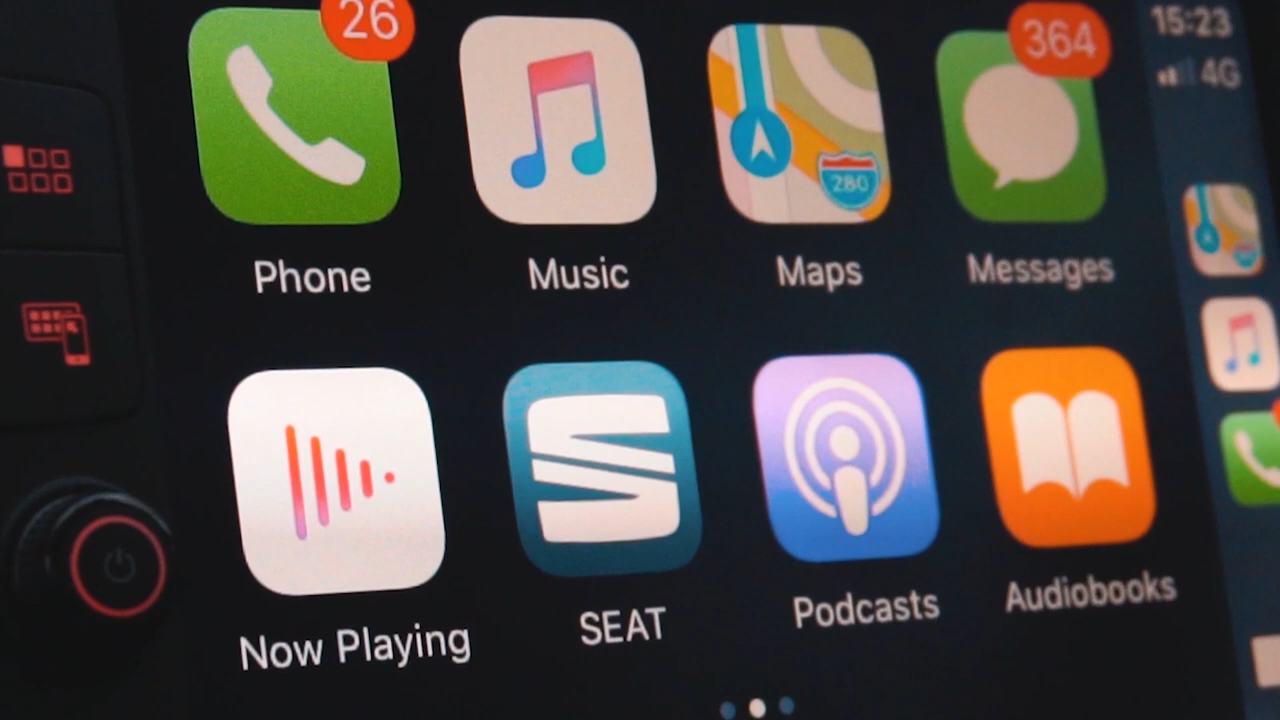 26
364
15:23
4G
280
Phone
Music
Maps
Messages
Now Playing
SEAT
Podcasts
Audiobooks